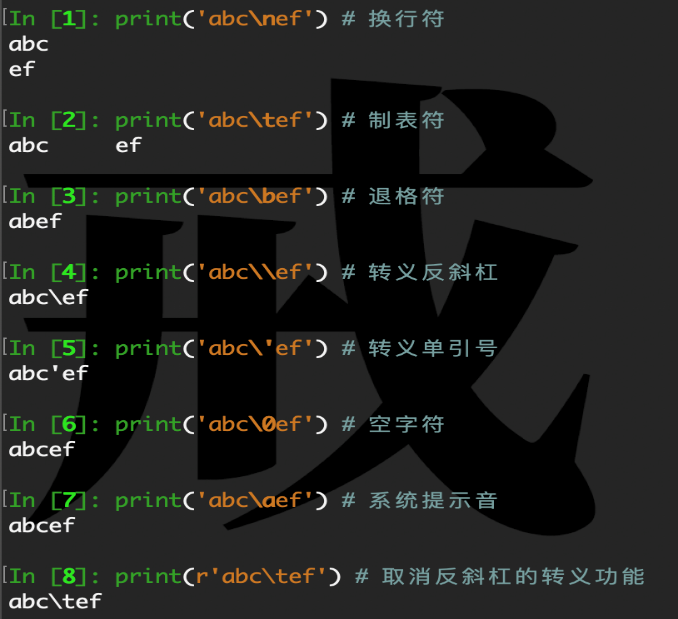 In [1]: print('abc\nef') # 换行符
abc
ef
In [2]: print('abc\tef') # 制表符
abc     ef
In [3]: print('abc\bef') # 退格符
abef
In [4]: print('abc\\ef') # 转义反斜杠
abc\ef
In [5]: print('abc\'ef') # 转义单引号
abc'ef
In [6]: print('abc\0ef') # 空字符
abcef
In [7]: print('abc\aef') # 系统提示音
abcef
In [8]: print(r'abc\tef') # 取消反斜杠的转义功能
abc\tef
戒